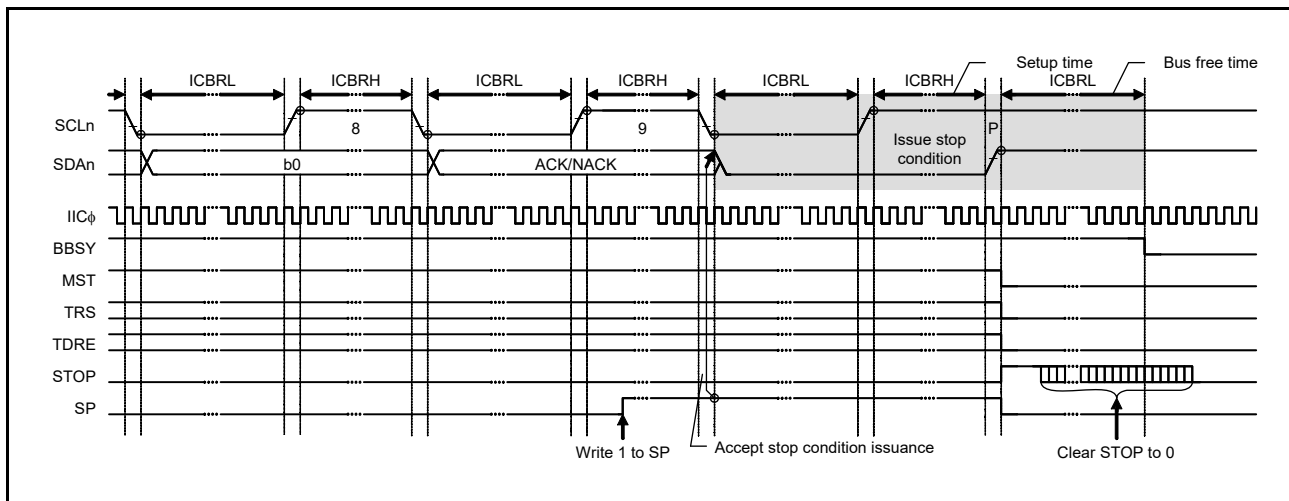 ICBRL
ICBRH
ICBRL
ICBRH
ICBRL
ICBRH
Setup time
ICBRL
Bus free time
SCLn
8
9
Issue stop
condition
P
SDAn
b0
ACK/NACK
IICφ
BBSY
MST
TRS
TDRE
STOP
SP
Write 1 to SP
Accept stop condition issuance
Clear STOP to 0